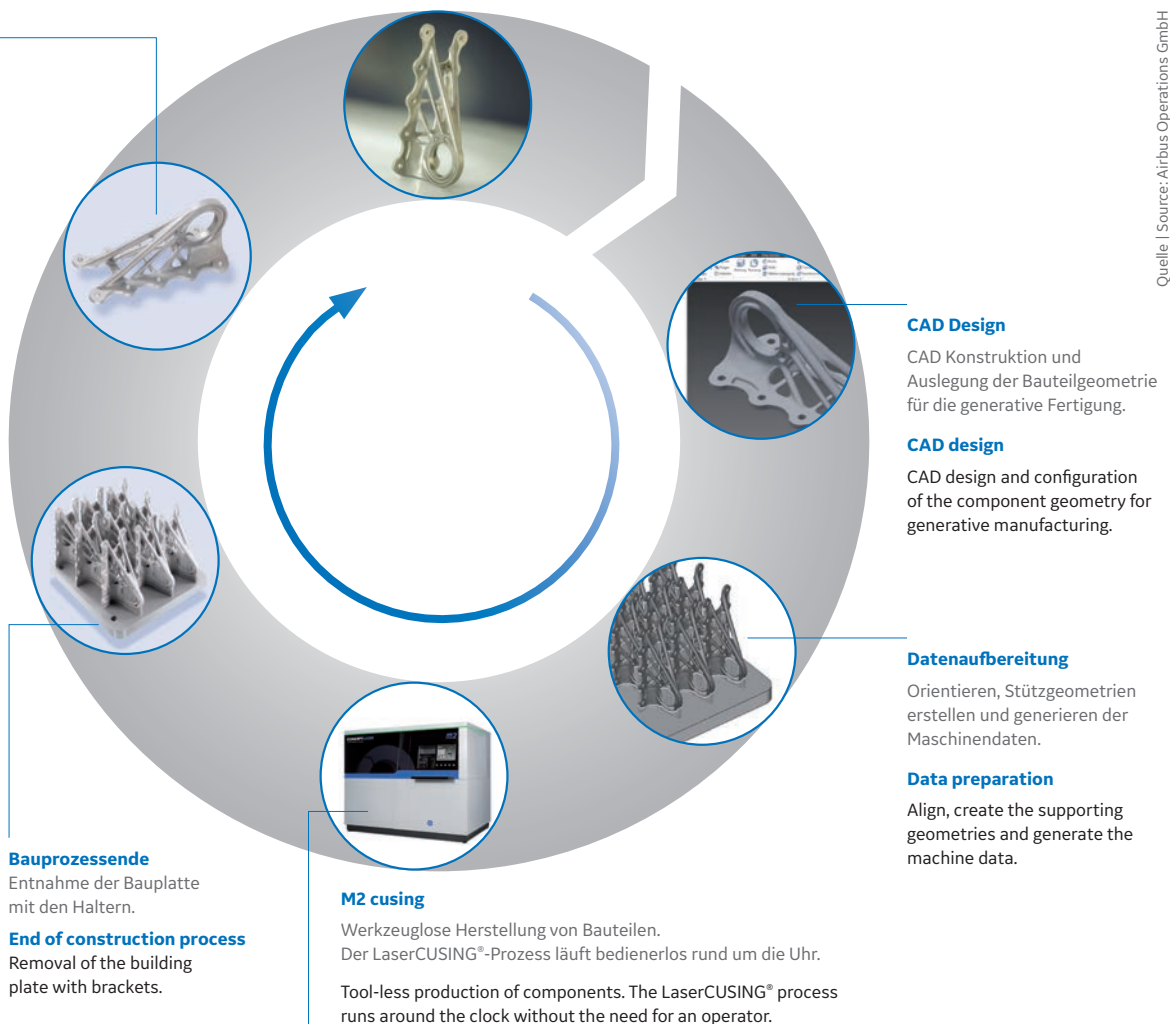 Quelle | Source: Airbus Operations GmbH
CAD Design
CAD Konstruktion und
Auslegung der Bauteilgeometrie
für die generative Fertigung.
CAD design
CAD design and configuration
of the component geometry for
generative manufacturing.
Datenaufbereitung
Orientieren, Stützgeometrien
erstellen und generieren der
Maschinendaten.
Data preparation
Align, create the supporting
geometries and generate the
machine data.
M2 cusing
Werkzeuglose Herstellung von Bauteilen.
Der LaserCUSING®-Prozess läuft bedienerlos rund um die Uhr.
Tool-less production of components. The LaserCUSING® process
runs around the clock without the need for an operator.
Bauprozessende
Entnahme der Bauplatte
mit den Haltern.
End of construction process
Removal of the building
plate with brackets.